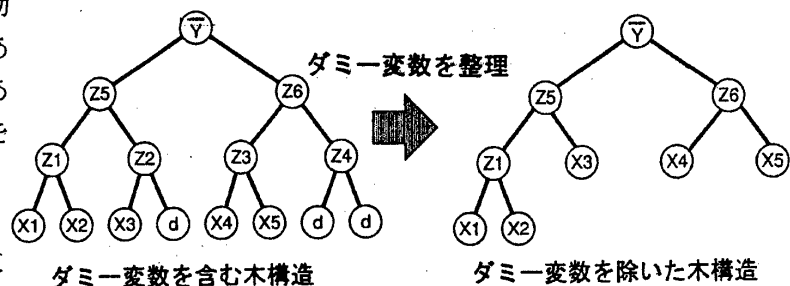 Y
ダミー変数を整理
Y
Z5
Z6
Z5
Z6
Z1
Z2
Z3
Z4
Z1
X3
X4
X5
X1
X2
X3
d
X4
X5
d
d
X1
X2
ダミー変数を含む木構造
ダミー変数を除いた木構造